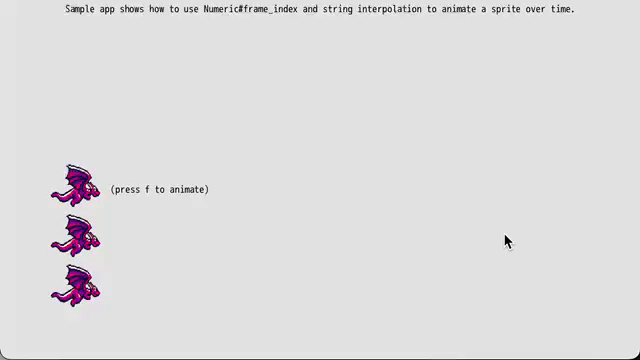 Sample app shows how to use Numeric#frame_index and string interpolation to animate a sprite over time.
(press f to animate)